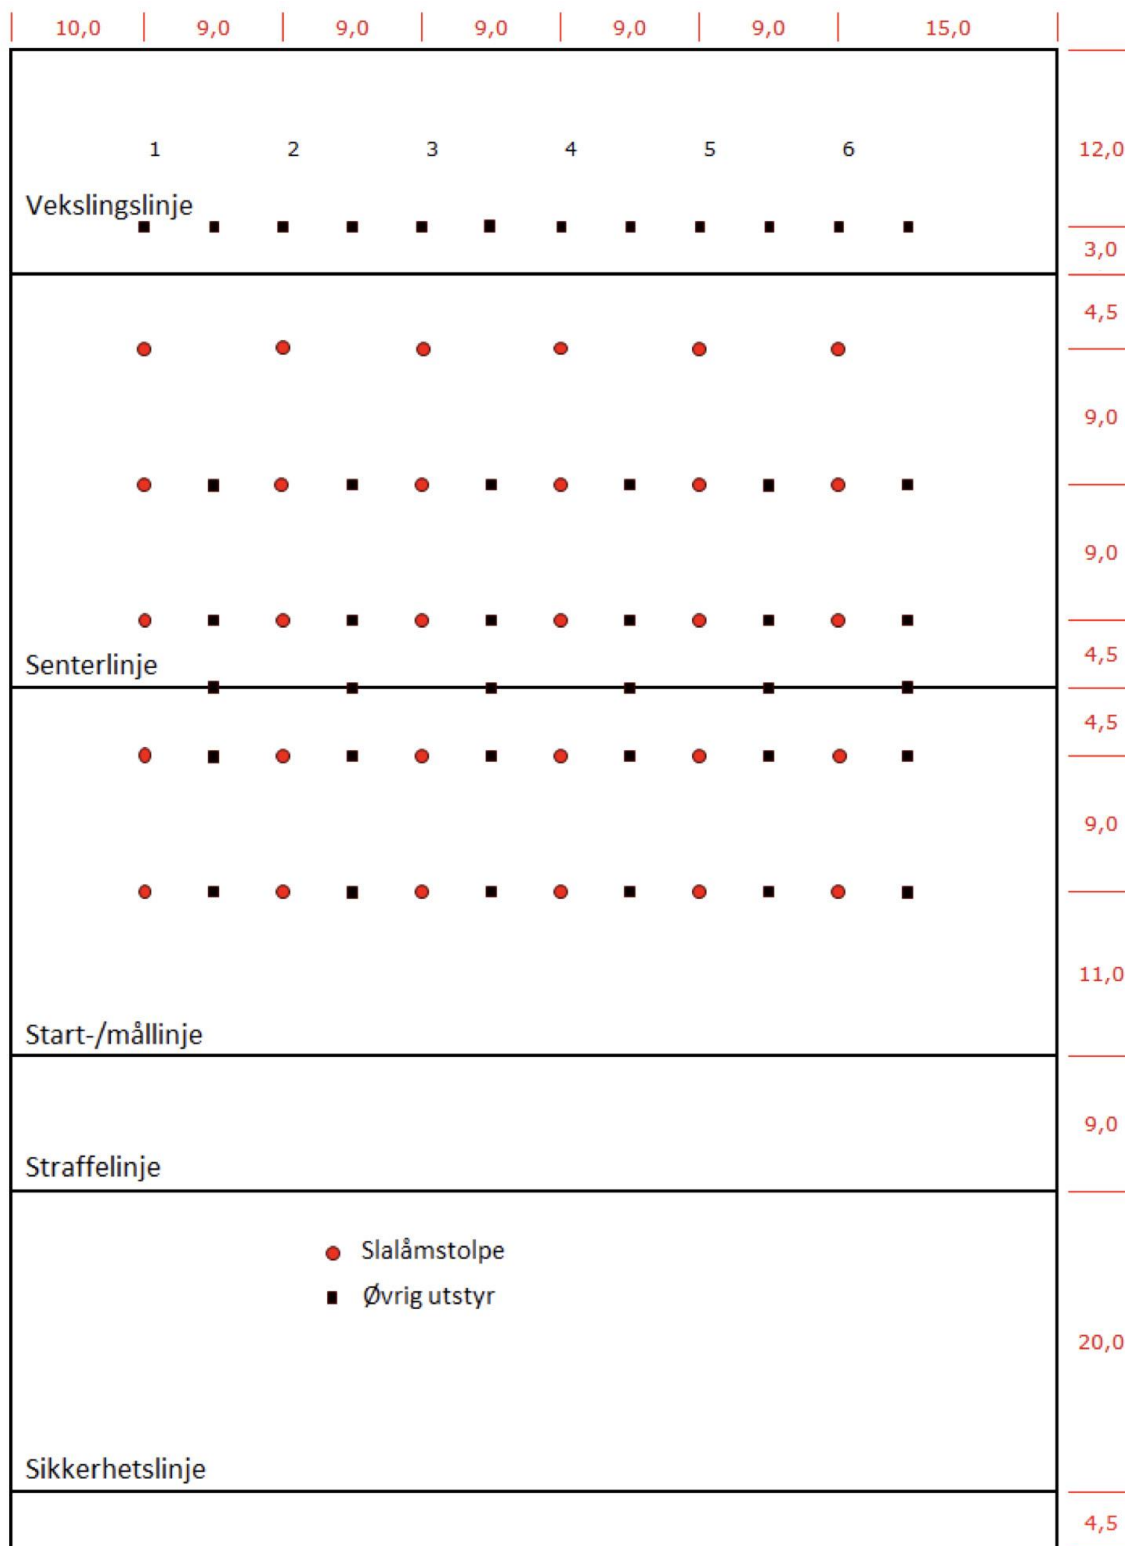 10,0 9,0 9,0 9,0 9,0 9,0 15,0
1 2 3 4 5 6
12,0
Vekslingslinje
3,0
4,5
9,0
9,0
Senterlinje
4,5
4,5
9,0
11,0
Start-/mållinje
9,0
Straffelinje
Slalåmstolpe
Øvrig utstyr
20,0
Sikkerhetslinje
4,5